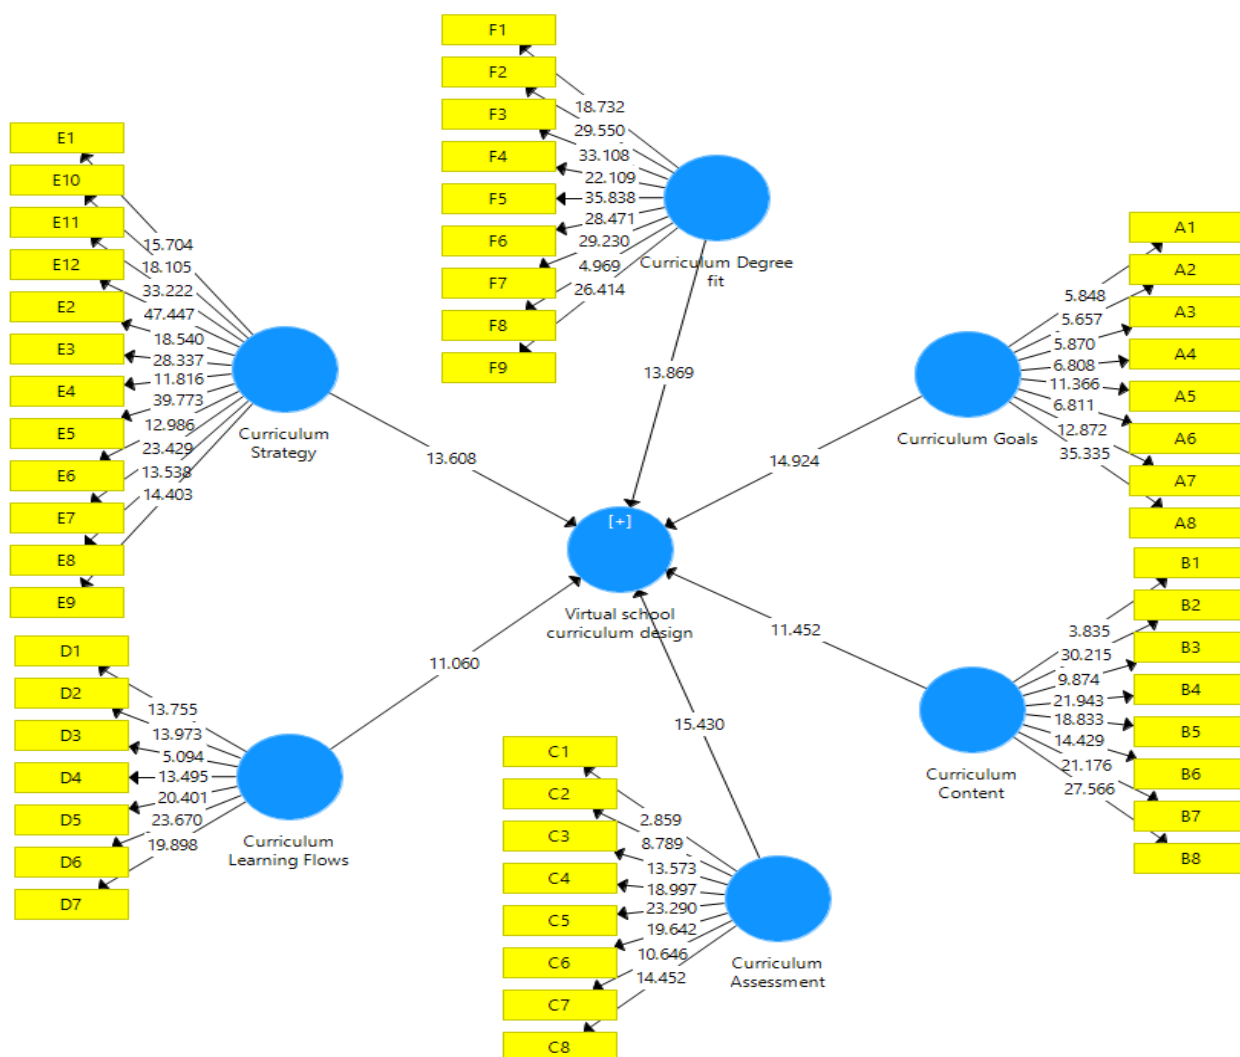 F1
F2
F3
F4
F5
F6
F7
F8
F9
18.732
29.550
33.108
22.109
35.838
28.471
29.230
4.969
26.414
Curriculum Degree
fit
13.869
E1
E10
E11
E12
E2
E3
E4
E5
E6
E7
E8
E9
15.704
18.105
33.222
47.447
18.540
28.337
11.816
39.773
12.986
23.429
13.538
14.403
Curriculum
Strategy
13.608
A1
A2
A3
A4
A5
A6
A7
A8
5.848
5.657
5.870
6.808
11.366
6.811
12.872
35.335
Curriculum Goals
14.924
[+]
Virtual school
curriculum design
B1
B2
B3
B4
B5
B6
B7
B8
3.835
30.215
9.874
21.943
18.833
14.429
21.176
27.566
Curriculum
Content
11.452
D1
D2
D3
D4
D5
D6
D7
13.755
13.973
5.094
13.495
20.401
23.670
19.898
Curriculum
Learning Flows
11.060
C1
C2
C3
C4
C5
C6
C7
C8
2.859
8.789
13.573
18.997
23.290
19.642
10.646
14.452
Curriculum
Assessment
15.430